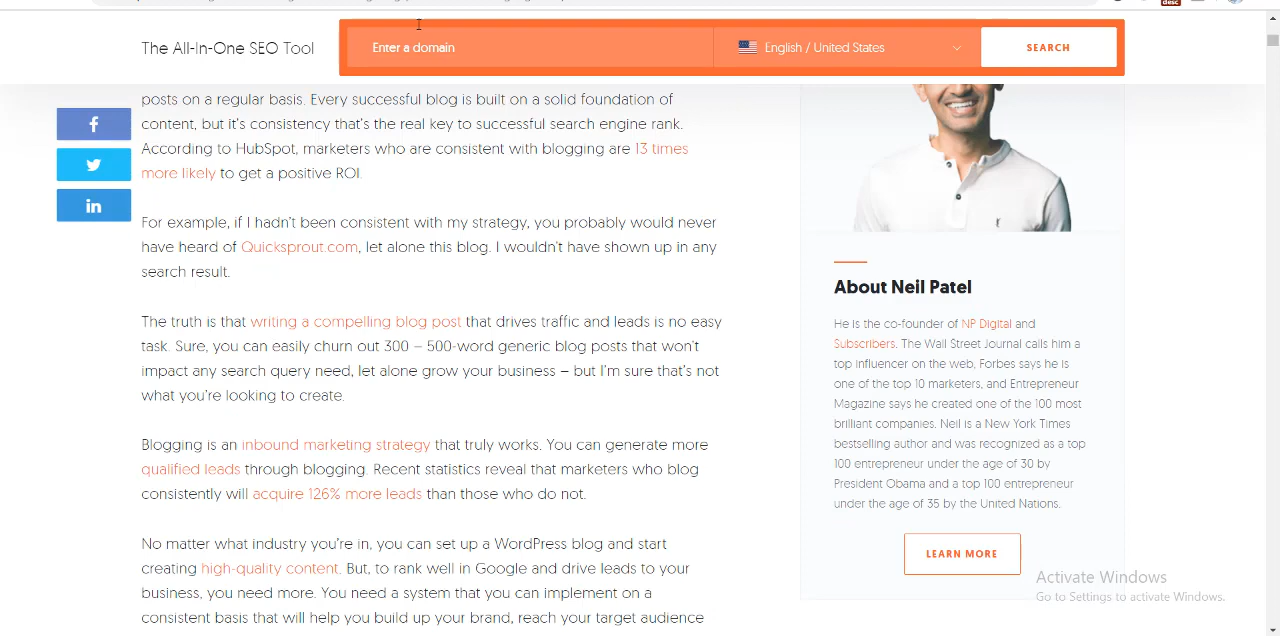 desc
The All-In-One SEO Tool
Enter a domain
English / United States
SEARCH
posts on a regular basis. Every successful blog is built on a solid foundation of
content, but it's consistency that's the real key to successful search engine rank.
According to HubSpot, marketers who are consistent with blogging are 13 times
more likely to get a positive ROI.
For example, if I hadn't been consistent with my strategy, you probably would never
have heard of Quicksprout.com, let alone this blog. I wouldn't have shown up in any
search result.
The truth is that writing a compelling blog post that drives traffic and leads is no easy
task. Sure, you can easily churn out 300 – 500-word generic blog posts that won't
impact any search query need, let alone grow your business – but I'm sure that's not
what you're looking to create.
Blogging is an inbound marketing strategy that truly works. You can generate more
qualified leads through blogging. Recent statistics reveal that marketers who blog
consistently will acquire 126% more leads than those who do not.
No matter what industry you're in, you can set up a WordPress blog and start
creating high-quality content. But, to rank well in Google and drive leads to your
business, you need more. You need a system that you can implement on a
consistent basis that will help you build up your brand, reach your target audience
About Neil Patel
He is the co-founder of NP Digital and
Subscribers. The Wall Street Journal calls him a
top influencer on the web, Forbes says he is
one of the top 10 marketers, and Entrepreneur
Magazine says he created one of the 100 most
brilliant companies. Neil is a New York Times
bestselling author and was recognized as a top
100 entrepreneur under the age of 30 by
President Obama and a top 100 entrepreneur
under the age of 35 by the United Nations.
LEARN MORE
Activate Windows
Go to Settings to activate Windows.